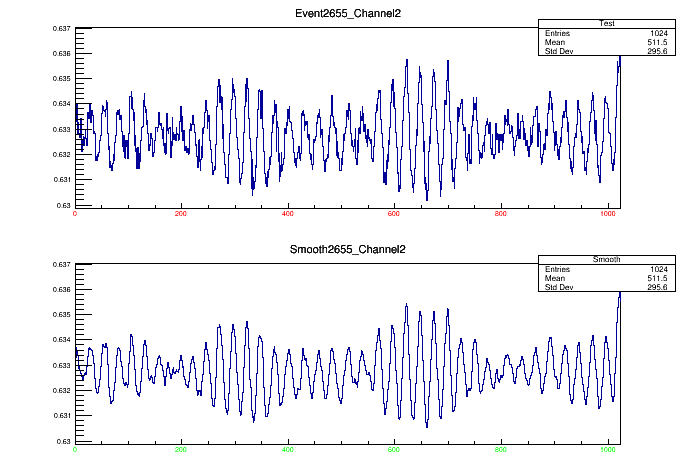 Event2655_Channel2
Test
Entries 1024
Mean 511.5
Std Dev 295.6
0.637
0.636
0.635
0.634
0.633
0.632
0.631
0.63
0 200 400 600 800 1000
Smooth2655_Channel2
Smooth
Entries 1024
Mean 511.5
Std Dev 295.6
0.637
0.636
0.635
0.634
0.633
0.632
0.631
0.63
0 200 400 600 800 1000